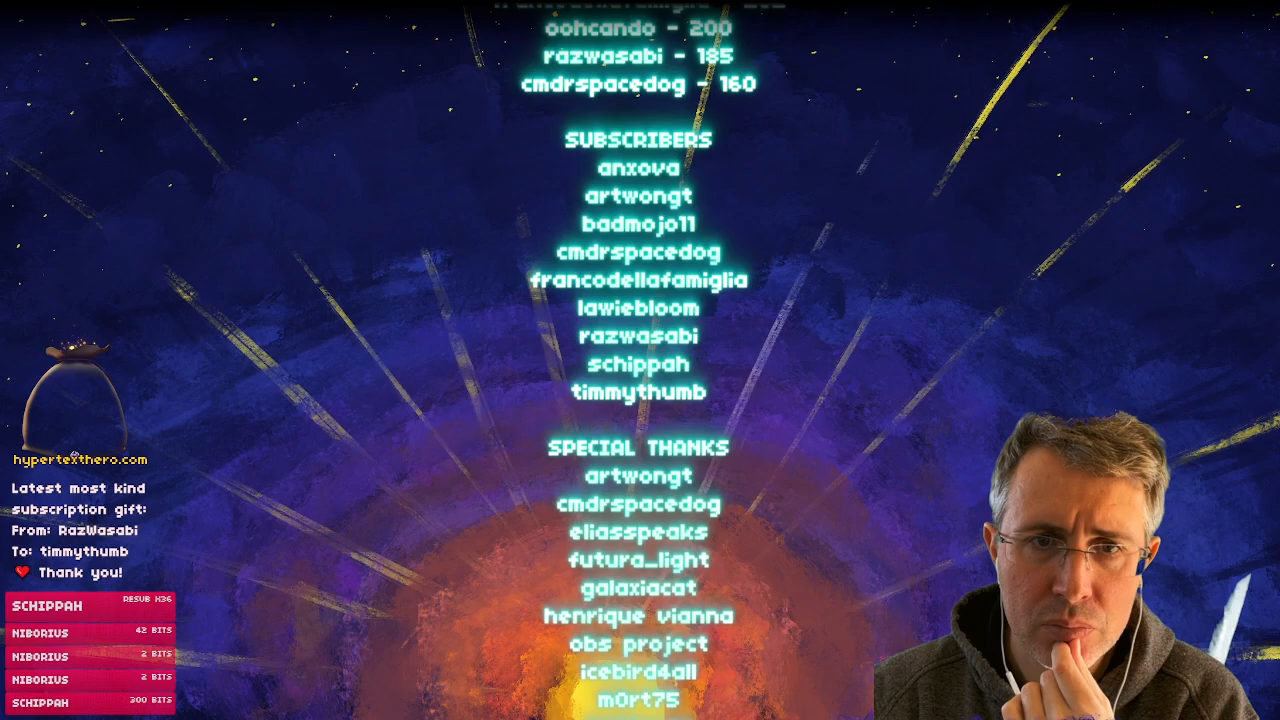 oohcando - 200
razwasabi - 185
cmdrspacedog - 160
SUBSCRIBERS
anxova
artwongt
badmojo11
cmdrspacedog
francodellafamiglia
lawiebloom
razwasabi
schippah
timmythumb
SPECIAL THANKS
artwongt
cmdrspacedog
eliasspeaks
futura_light
galaxiacat
henrique vianna
obs project
icebird4all
m0rt75
hypertexthero.com
Latest most kind
subscription gift:
From: RazWasabi
To: timmythumb
❤ Thank you!
SCHIPPAH RESUB X36
NIBORIUS 42 BITS
NIBORIUS 2 BITS
NIBORIUS 2 BITS
SCHIPPAH 300 BITS